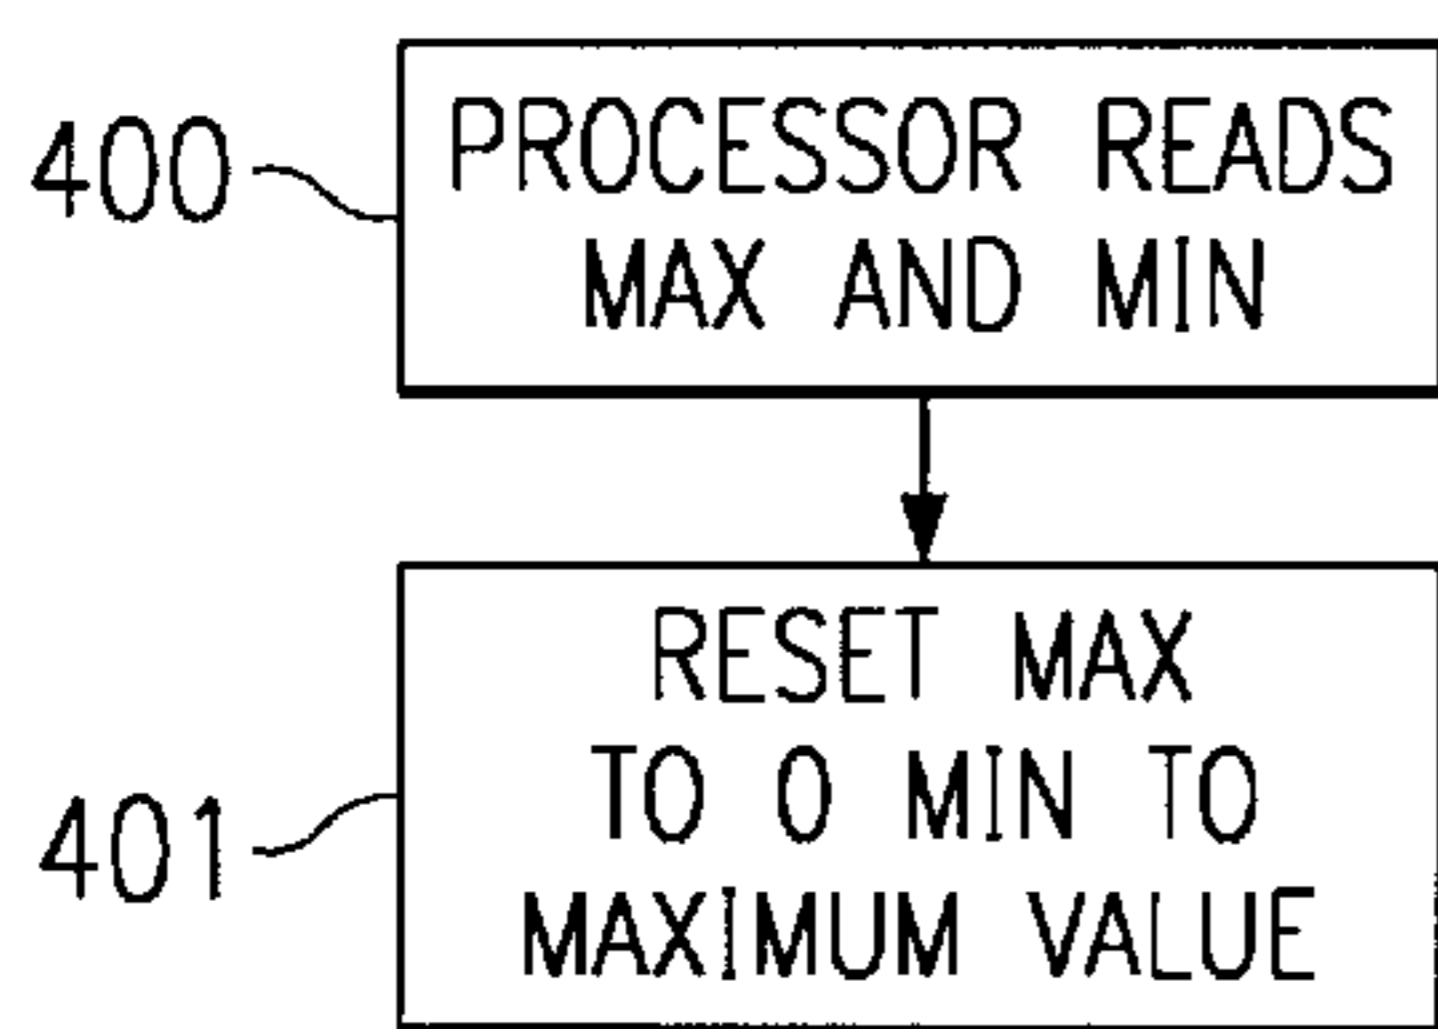 400
PROCESSOR READS
MAX AND MIN
401
RESET MAX
TO 0 MIN TO
MAXIMUM VALUE